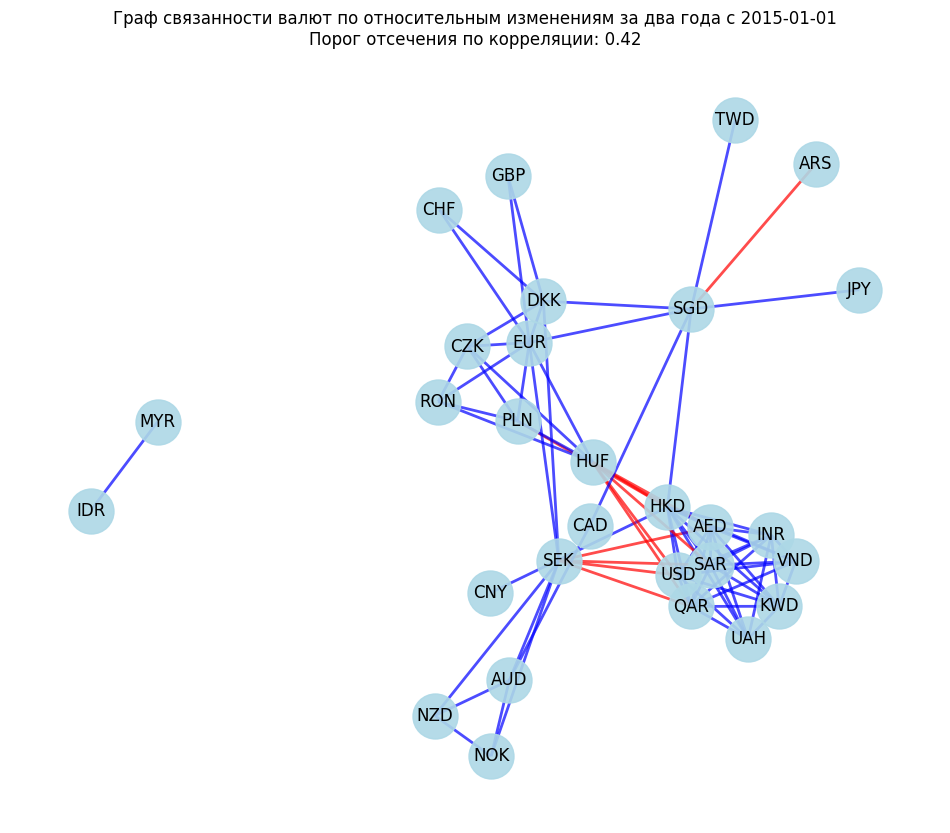 Граф связанности валют по относительным изменениям за два года с 2015-01-01
Порог отсечения по корреляции: 0.42
TWD
ARS
GBP
CHF
JPY
DKK
SGD
EUR
CZK
RON
MYR
PLN
HUF
HKD
IDR
CAD
AED
INR
SEK
VND
SAR
USD
CNY
QAR
KWD
UAH
AUD
NZD
NOK